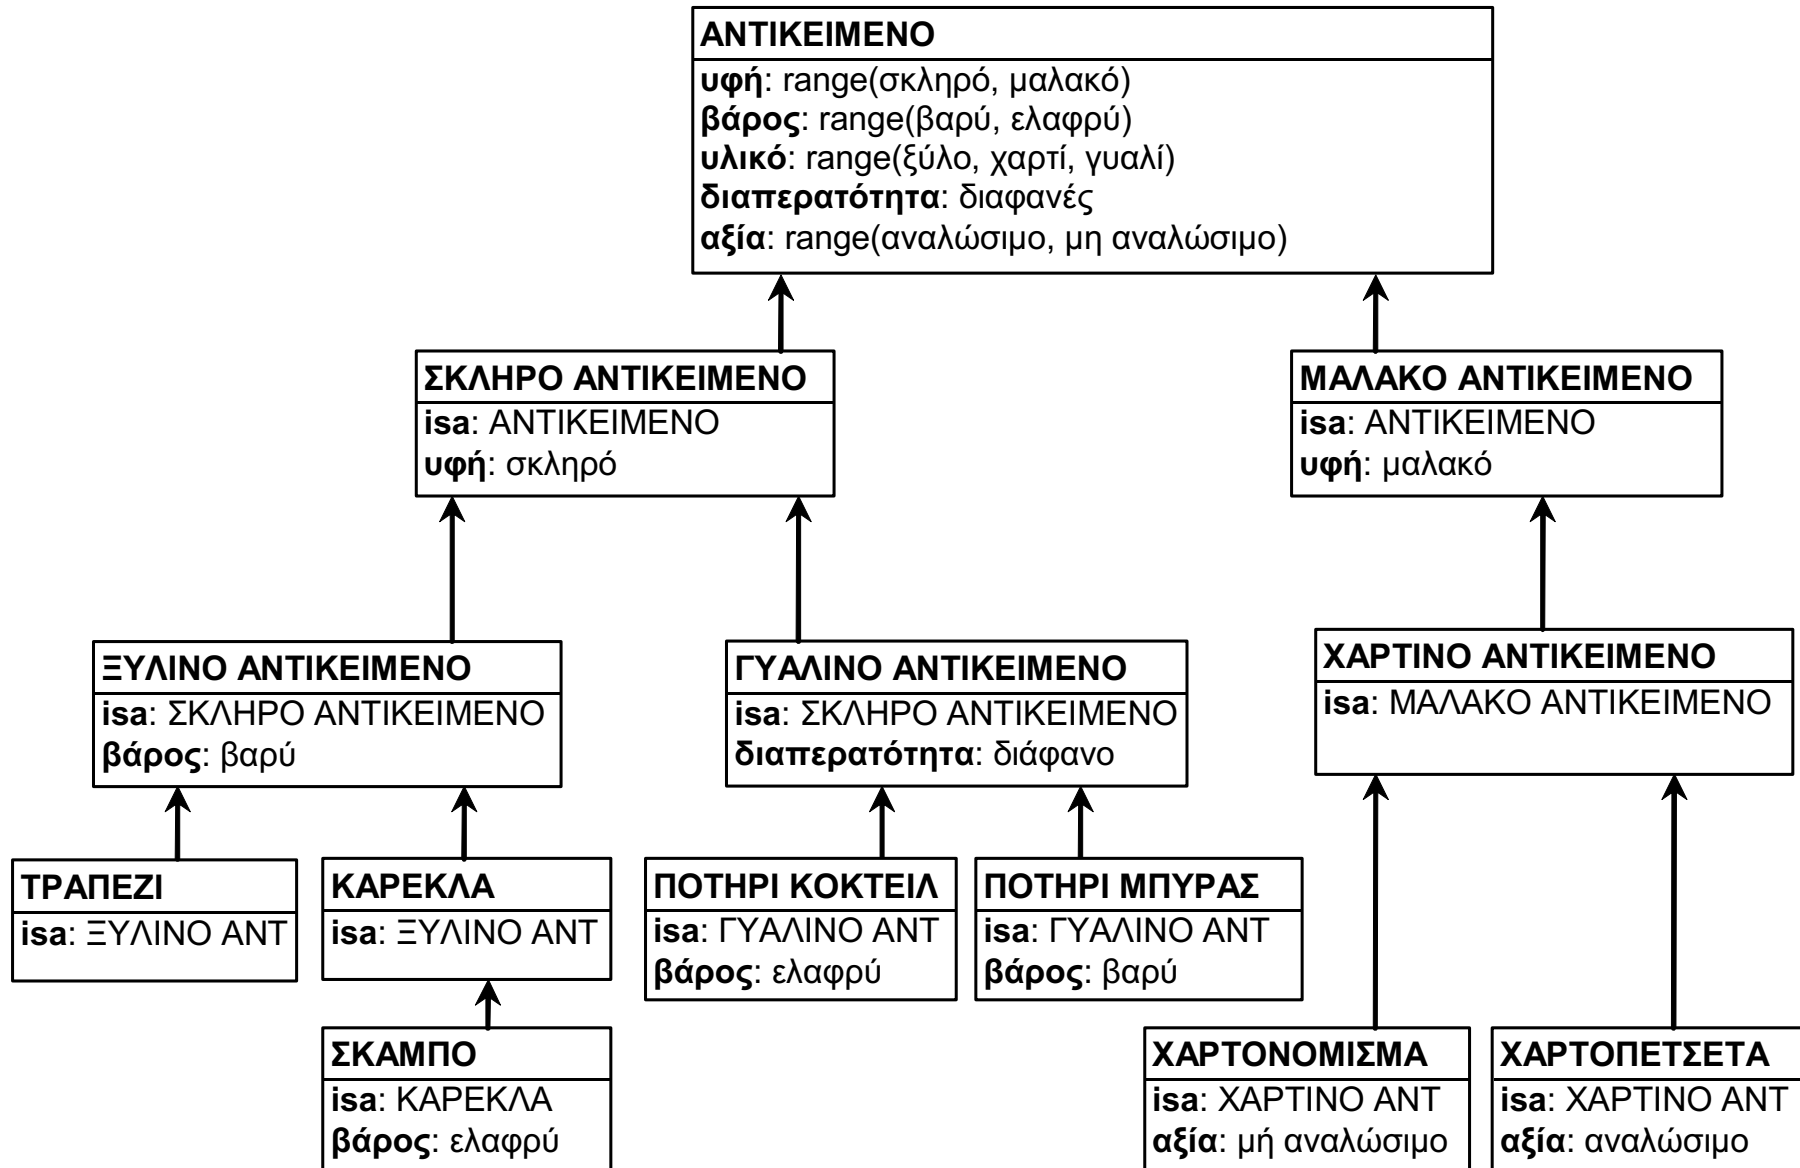 ΑΝΤΙΚΕΙΜΕΝΟ
υφή: range(σκληρό, μαλακό)
βάρος: range(βαρύ, ελαφρύ)
υλικό: range(ξύλο, χαρτί, γυαλί)
διαπερατότητα: διαφανές
αξία: range(αναλώσιμο, μη αναλώσιμο)
ΣΚΛΗΡΟ ΑΝΤΙΚΕΙΜΕΝΟ
isa: ΑΝΤΙΚΕΙΜΕΝΟ
υφή: σκληρό
ΜΑΛΑΚΟ ΑΝΤΙΚΕΙΜΕΝΟ
isa: ΑΝΤΙΚΕΙΜΕΝΟ
υφή: μαλακό
ΞΥΛΙΝΟ ΑΝΤΙΚΕΙΜΕΝΟ
isa: ΣΚΛΗΡΟ ΑΝΤΙΚΕΙΜΕΝΟ
βάρος: βαρύ
ΓΥΑΛΙΝΟ ΑΝΤΙΚΕΙΜΕΝΟ
isa: ΣΚΛΗΡΟ ΑΝΤΙΚΕΙΜΕΝΟ
διαπερατότητα: διάφανο
ΧΑΡΤΙΝΟ ΑΝΤΙΚΕΙΜΕΝΟ
isa: ΜΑΛΑΚΟ ΑΝΤΙΚΕΙΜΕΝΟ
ΤΡΑΠΕΖΙ
isa: ΞΥΛΙΝΟ ΑΝΤ
ΚΑΡΕΚΛΑ
isa: ΞΥΛΙΝΟ ΑΝΤ
ΠΟΤΗΡΙ ΚΟΚΤΕΙΛ
isa: ΓΥΑΛΙΝΟ ΑΝΤ
βάρος: ελαφρύ
ΠΟΤΗΡΙ ΜΠΥΡΑΣ
isa: ΓΥΑΛΙΝΟ ΑΝΤ
βάρος: βαρύ
ΣΚΑΜΠΟ
isa: ΚΑΡΕΚΛΑ
βάρος: ελαφρύ
ΧΑΡΤΟΝΟΜΙΣΜΑ
isa: ΧΑΡΤΙΝΟ ΑΝΤ
αξία: μή αναλώσιμο
ΧΑΡΤΟΠΕΤΣΕΤΑ
isa: ΧΑΡΤΙΝΟ ΑΝΤ
αξία: αναλώσιμο